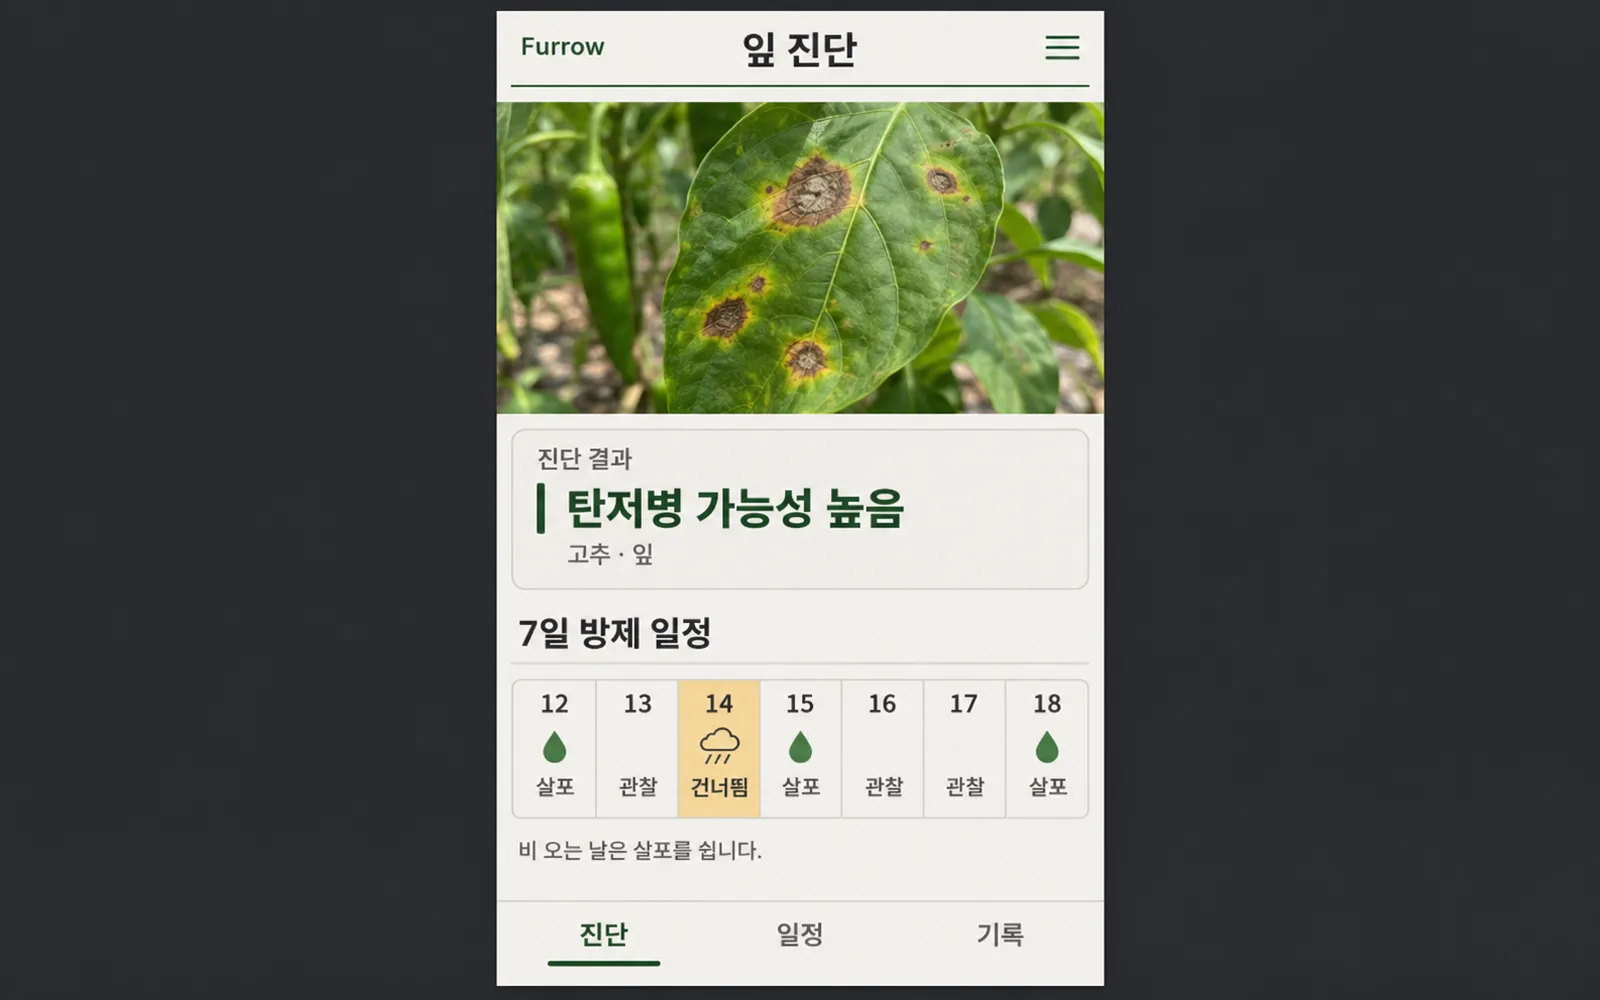 Furrow
잎 진단
진단 결과
탄저병 가능성 높음
고추 · 잎
7일 방제 일정
12 13 14 15 16 17 18
살포 관찰 건너뜀 살포 관찰 관찰 살포
비 오는 날은 살포를 쉽니다.
진단 일정 기록